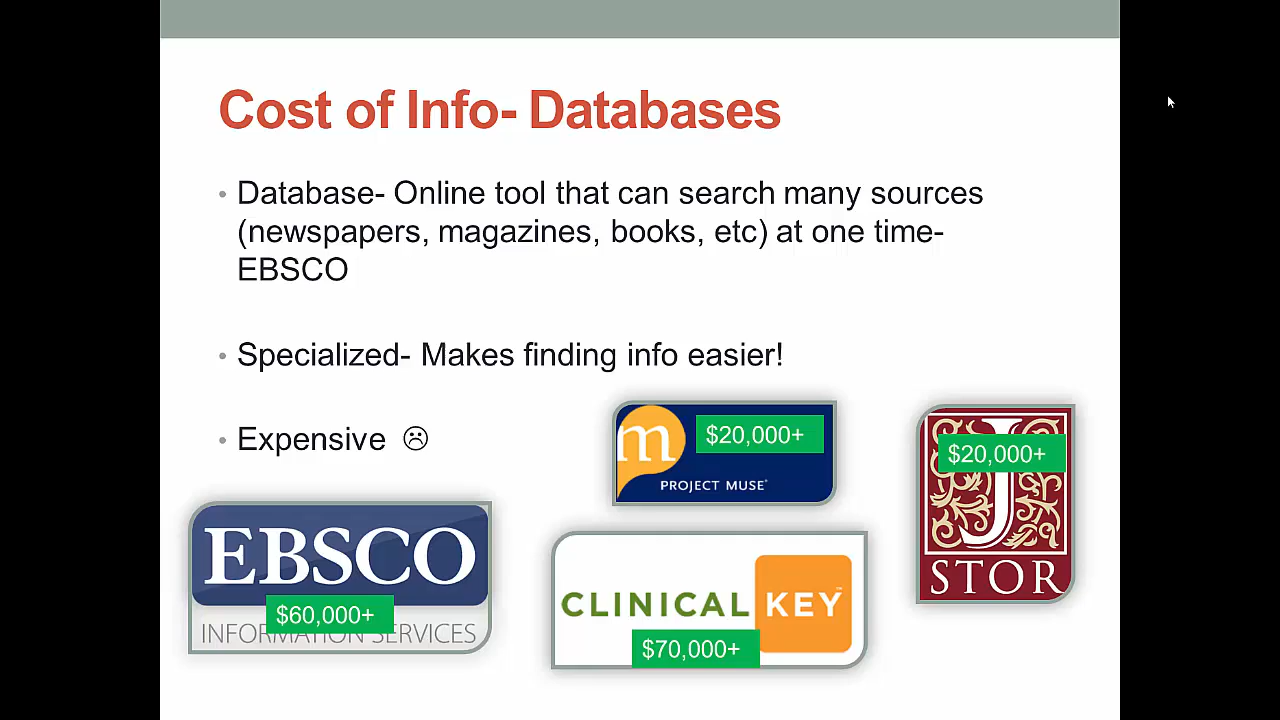 Cost of Info- Databases
• Database- Online tool that can search many sources
(newspapers, magazines, books, etc) at one time-
EBSCO
• Specialized- Makes finding info easier!
• Expensive ☹
m
$20,000+
PROJECT MUSE®
$20,000+
J
STOR
EBSCO
$60,000+
INFORMATION SERVICES
CLINICAL KEY™
$70,000+